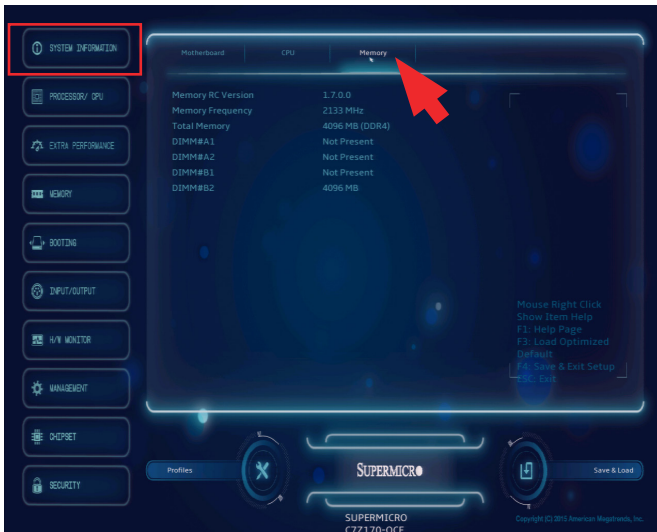 SYSTEM INFORMATION
PROCESSOR/ CPU
EXTRA PERFORMANCE
MEMORY
BOOTING
INPUT/OUTPUT
H/W MONITOR
MANAGEMENT
CHIPSET
SECURITY
Motherboard CPU Memory
Memory RC Version 1.7.0.0
Memory Frequency 2133 MHz
Total Memory 4096 MB (DDR4)
DIMM#A1 Not Present
DIMM#A2 Not Present
DIMM#B1 Not Present
DIMM#B2 4096 MB
Mouse Right Click
Show Item Help
F1: Help Page
F3: Load Optimized
Default
F4: Save & Exit Setup
ESC: Exit
Profiles
SUPERMICR
Save & Load
SUPERMICRO
C7Z170-OCE
Copyright (C) 2015 American Megatrends, Inc.